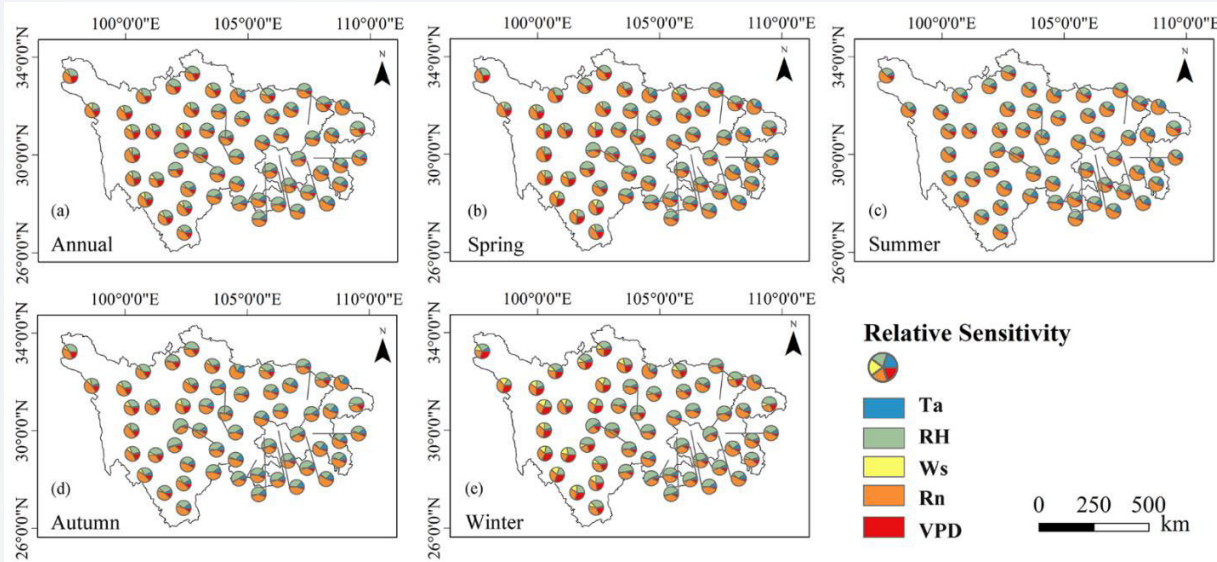 100°0'0"E 105°0'0"E 110°0'0"E
100°0'0"E 105°0'0"E 110°0'0"E
100°0'0"E 105°0'0"E 110°0'0"E
34°0'0"N
30°0'0"N
26°0'0"N
N
(a)
Annual
34°0'0"N
30°0'0"N
26°0'0"N
N
(b)
Spring
34°0'0"N
30°0'0"N
26°0'0"N
N
(c)
Summer
100°0'0"E 105°0'0"E 110°0'0"E
100°0'0"E 105°0'0"E 110°0'0"E
34°0'0"N
30°0'0"N
26°0'0"N
N
(d)
Autumn
34°0'0"N
30°0'0"N
26°0'0"N
N
(e)
Winter
Relative Sensitivity
Ta
RH
Ws
Rn
VPD
0 250 500
km